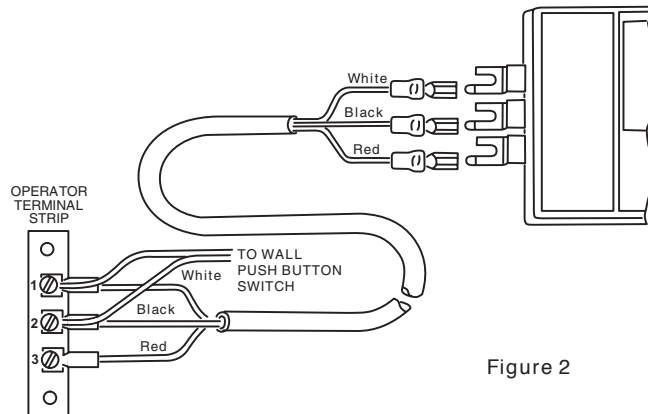 White
Black
Red
OPERATOR
TERMINAL
STRIP
TO WALL
PUSH BUTTON
SWITCH
1
White
2
Black
3
Red
Figure 2